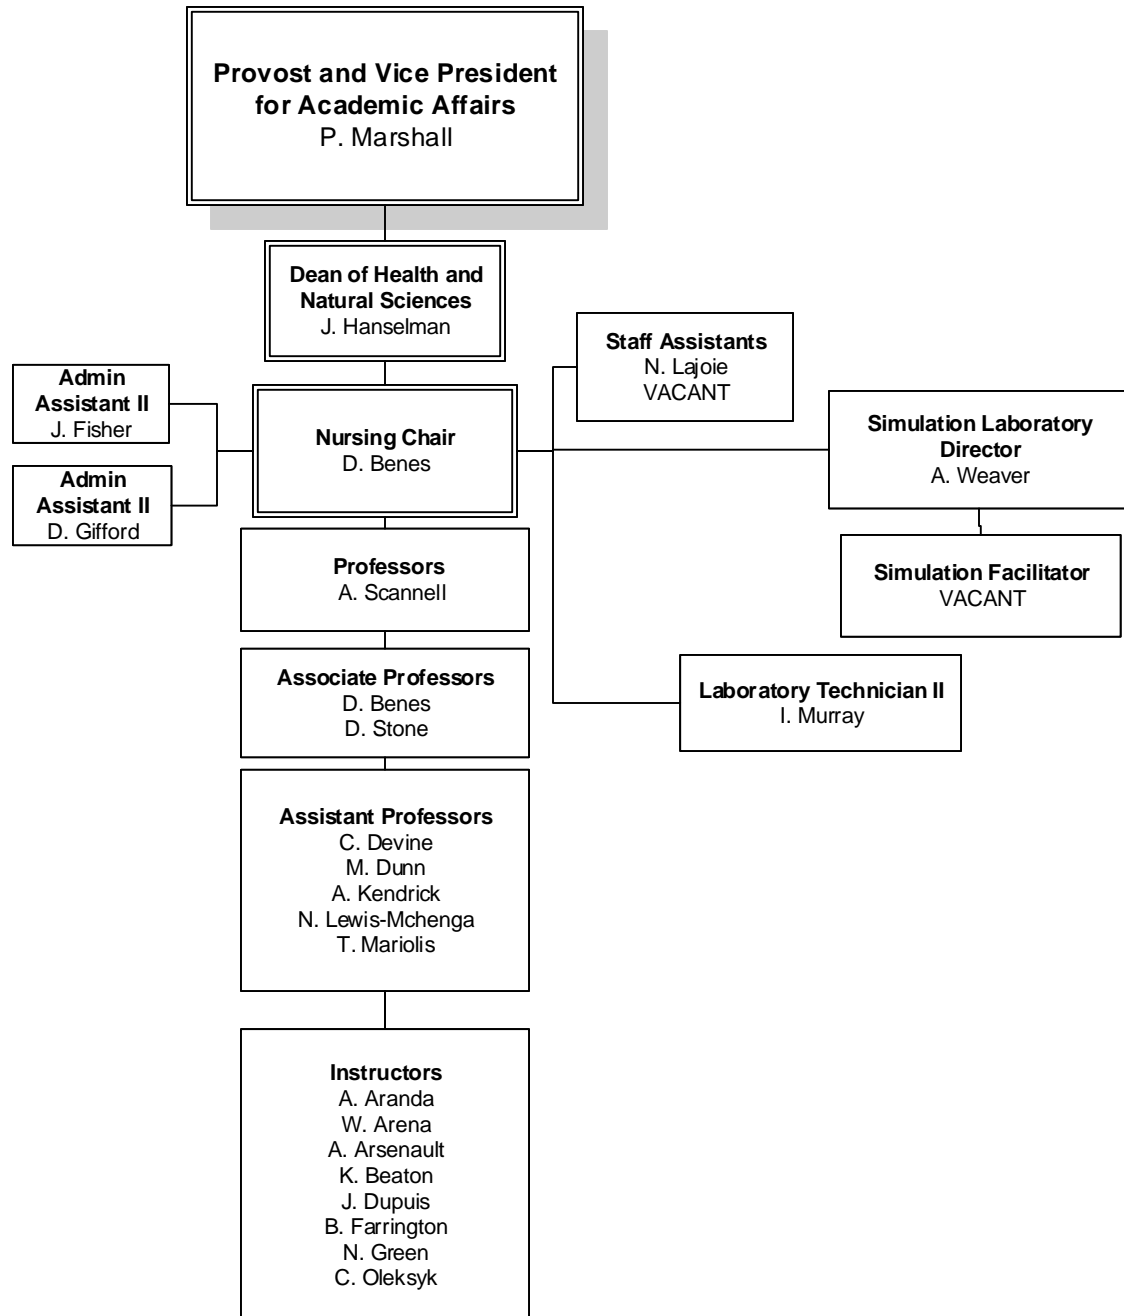 Provost and Vice President
for Academic Affairs
P. Marshall
Dean of Health and
Natural Sciences
J. Hanselman
Staff Assistants
N. Lajoie
VACANT
Admin
Assistant II
J. Fisher
Nursing Chair
D. Benes
Simulation Laboratory
Director
A. Weaver
Admin
Assistant II
D. Gifford
Professors
A. Scannell
Simulation Facilitator
VACANT
Associate Professors
D. Benes
D. Stone
Laboratory Technician II
I. Murray
Assistant Professors
C. Devine
M. Dunn
A. Kendrick
N. Lewis-Mchenga
T. Mariolis
Instructors
A. Aranda
W. Arena
A. Arsenault
K. Beaton
J. Dupuis
B. Farrington
N. Green
C. Oleksyk